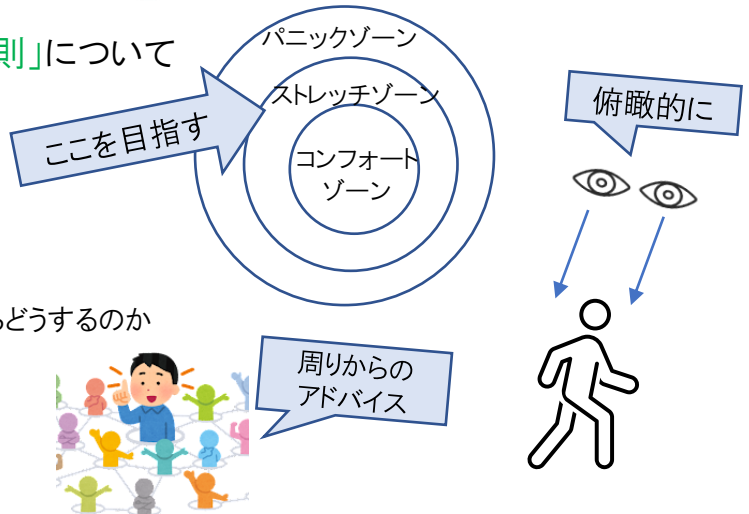 則」について
パニックゾーン
ストレッチゾーン
ここを目指す
コンフォート
ゾーン
俯瞰的に
らどうするのか
周りからの
アドバイス